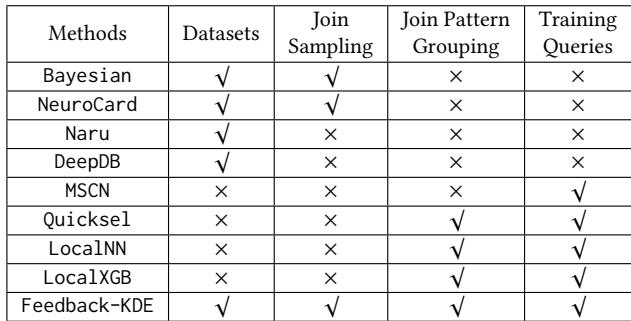 Methods Datasets Join Sampling Join Pattern Grouping Training Queries
Bayesian √ √ × ×
NeuroCard √ √ × ×
Naru √ × × ×
DeepDB √ × × ×
MSCN × × × √
Quicksel × × √ √
LocalNN × × √ √
LocalXGB × × √ √
Feedback-KDE √ √ √ √